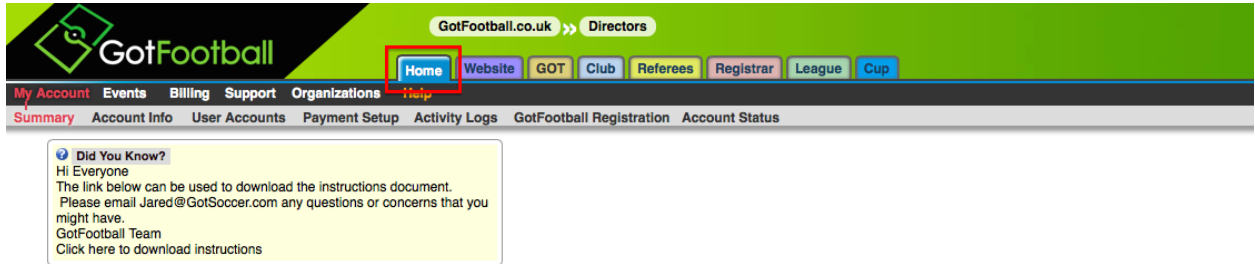 GotFootball
GotFootball.co.uk » Directors
Home Website GOT Club Referees Registrar League Cup
My Account Events Billing Support Organizations Help
Summary Account Info User Accounts Payment Setup Activity Logs GotFootball Registration Account Status
Did You Know?
Hi Everyone
The link below can be used to download the instructions document.
Please email Jared@GotSoccer.com any questions or concerns that you
might have.
GotFootball Team
Click here to download instructions